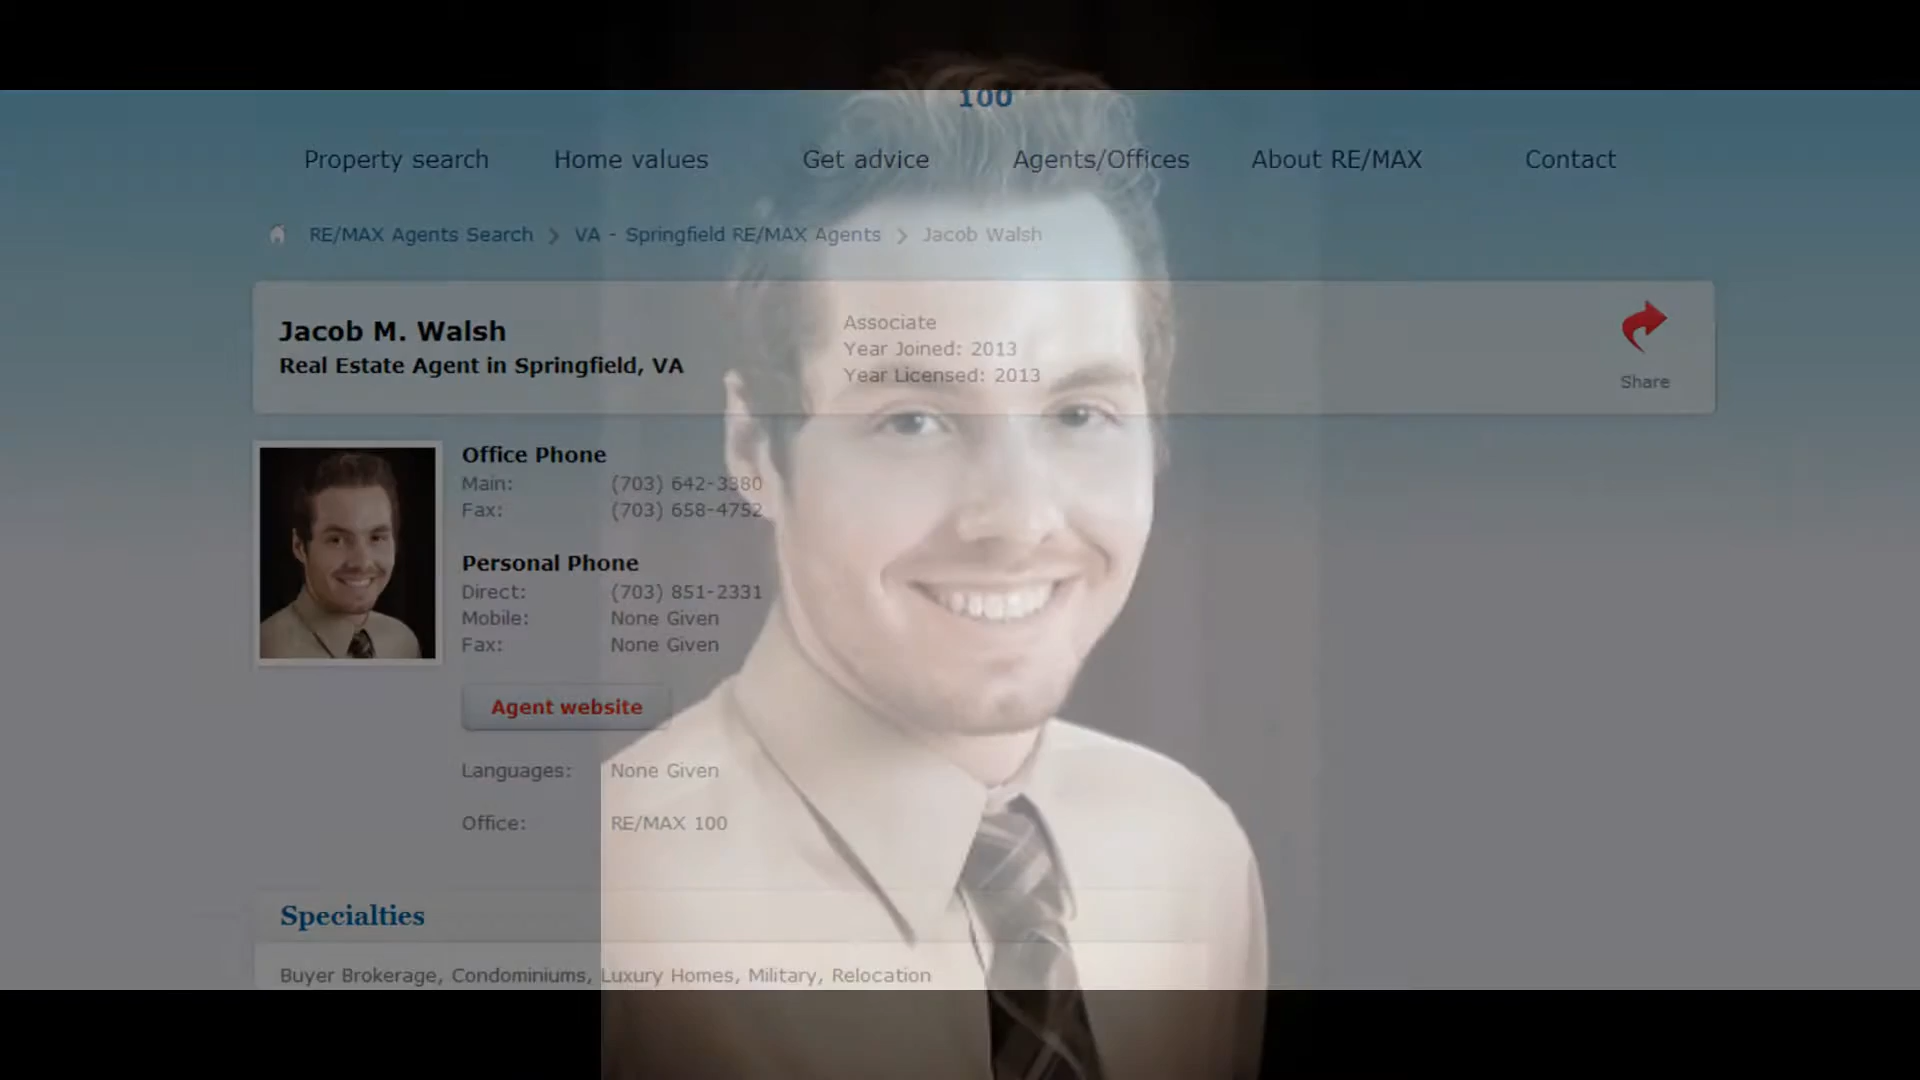 100
Property search Home values Get advice Agents/Offices About RE/MAX Contact
RE/MAX Agents Search > VA - Springfield RE/MAX Agents > Jacob Walsh
Jacob M. Walsh
Real Estate Agent in Springfield, VA
Associate
Year Joined: 2013
Year Licensed: 2013
Share
Office Phone
Main: (703) 642-3380
Fax: (703) 658-4752
Personal Phone
Direct: (703) 851-2331
Mobile: None Given
Fax: None Given
Agent website
Languages: None Given
Office: RE/MAX 100
Specialties
Buyer Brokerage, Condominiums, Luxury Homes, Military, Relocation